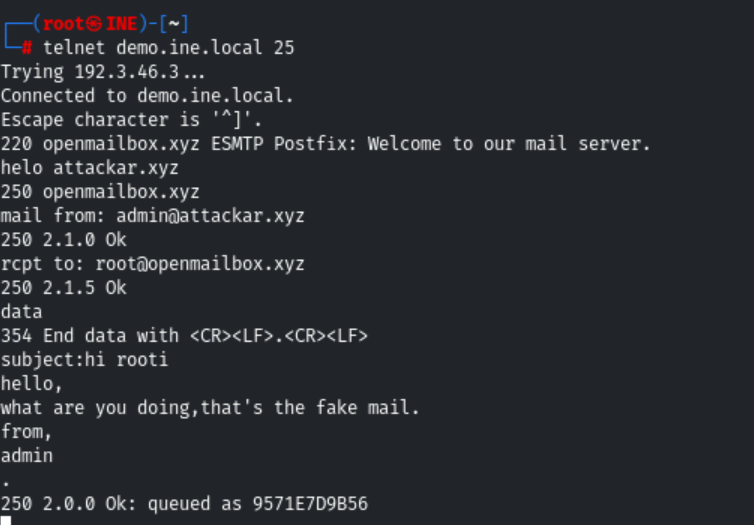 ┌──(root㉿INE)-[~]
└─# telnet demo.ine.local 25
Trying 192.3.46.3...
Connected to demo.ine.local.
Escape character is '^]'.
220 openmailbox.xyz ESMTP Postfix: Welcome to our mail server.
helo attackar.xyz
250 openmailbox.xyz
mail from: admin@attackar.xyz
250 2.1.0 Ok
rcpt to: root@openmailbox.xyz
250 2.1.5 Ok
data
354 End data with <CR><LF>.<CR><LF>
subject:hi rooti
hello,
what are you doing,that's the fake mail.
from,
admin
.
250 2.0.0 Ok: queued as 9571E7D9B56